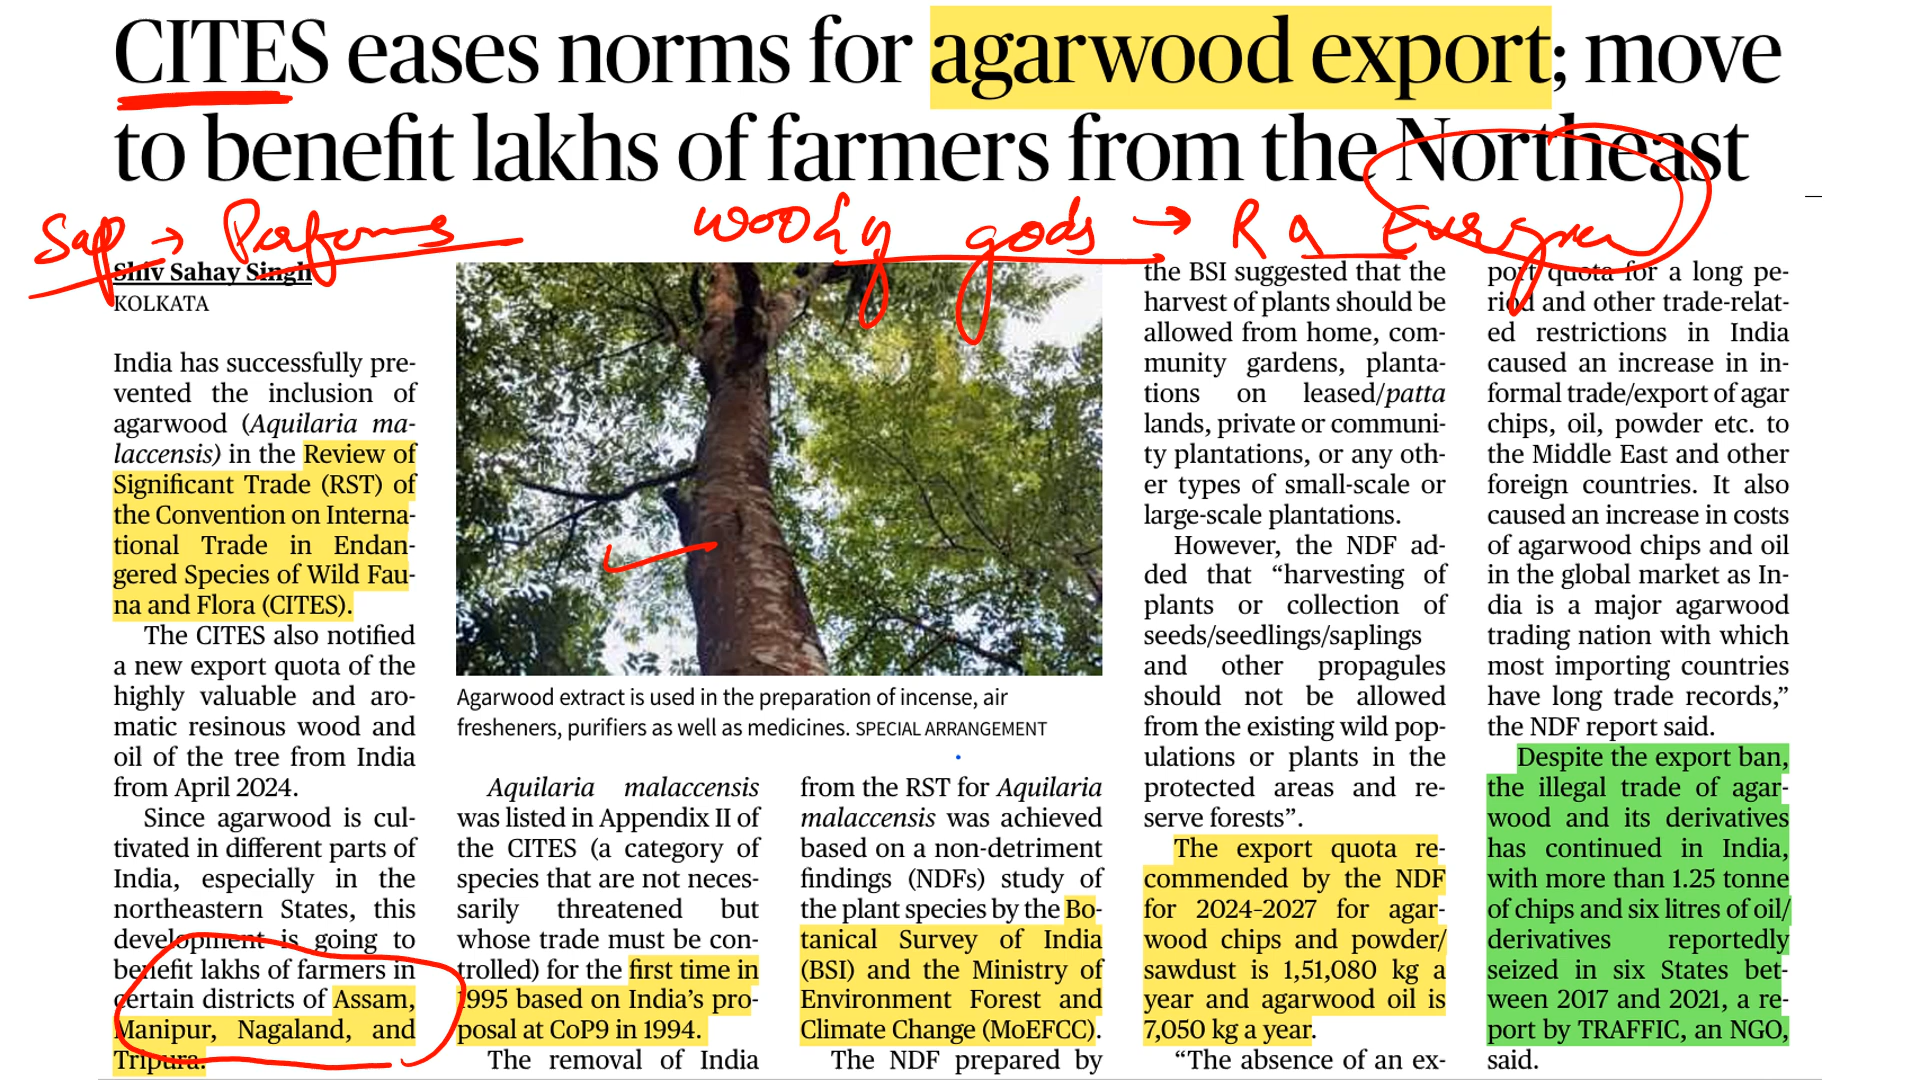 CITES eases norms for agarwood export; move
to benefit lakhs of farmers from the Northeast
Sap → Perfumes
woody gods → R Q Evergreen
Shiv Sahay Singh
KOLKATA
India has successfully pre-
vented the inclusion of
agarwood (Aquilaria ma-
laccensis) in the Review of
Significant Trade (RST) of
the Convention on Interna-
tional Trade in Endan-
gered Species of Wild Fau-
na and Flora (CITES).
The CITES also notified
a new export quota of the
highly valuable and aro-
matic resinous wood and
oil of the tree from India
from April 2024.
Since agarwood is cul-
tivated in different parts of
India, especially in the
northeastern States, this
development is going to
benefit lakhs of farmers in
certain districts of Assam,
Manipur, Nagaland, and
Tripura.
Agarwood extract is used in the preparation of incense, air
fresheners, purifiers as well as medicines. SPECIAL ARRANGEMENT
Aquilaria malaccensis
was listed in Appendix II of
the CITES (a category of
species that are not neces-
sarily threatened but
whose trade must be con-
trolled) for the first time in
1995 based on India's pro-
posal at CoP9 in 1994.
The removal of India
from the RST for Aquilaria
malaccensis was achieved
based on a non-detriment
findings (NDFs) study of
the plant species by the Bo-
tanical Survey of India
(BSI) and the Ministry of
Environment Forest and
Climate Change (MoEFCC).
The NDF prepared by
the BSI suggested that the
harvest of plants should be
allowed from home, com-
munity gardens, planta-
tions on leased/patta
lands, private or communi-
ty plantations, or any oth-
er types of small-scale or
large-scale plantations.
However, the NDF ad-
ded that “harvesting of
plants or collection of
seeds/seedlings/saplings
and other propagules
should not be allowed
from the existing wild pop-
ulations or plants in the
protected areas and re-
serve forests”.
The export quota re-
commended by the NDF
for 2024-2027 for agar-
wood chips and powder/
sawdust is 1,51,080 kg a
year and agarwood oil is
7,050 kg a year.
“The absence of an ex-
port quota for a long pe-
riod and other trade-relat-
ed restrictions in India
caused an increase in in-
formal trade/export of agar
chips, oil, powder etc. to
the Middle East and other
foreign countries. It also
caused an increase in costs
of agarwood chips and oil
in the global market as In-
dia is a major agarwood
trading nation with which
most importing countries
have long trade records,”
the NDF report said.
Despite the export ban,
the illegal trade of agar-
wood and its derivatives
has continued in India,
with more than 1.25 tonne
of chips and six litres of oil/
derivatives reportedly
seized in six States bet-
ween 2017 and 2021, a re-
port by TRAFFIC, an NGO,
said.